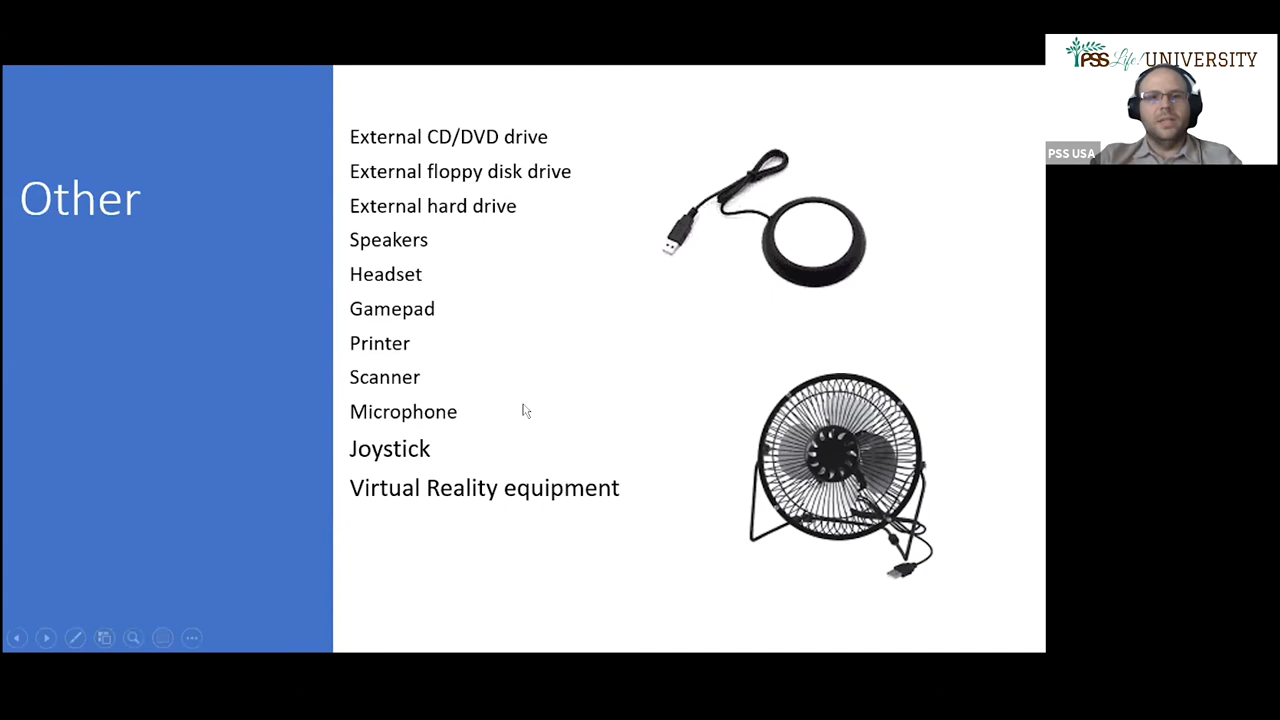 PSS Life! UNIVERSITY
PSS USA
Other
External CD/DVD drive
External floppy disk drive
External hard drive
Speakers
Headset
Gamepad
Printer
Scanner
Microphone
Joystick
Virtual Reality equipment